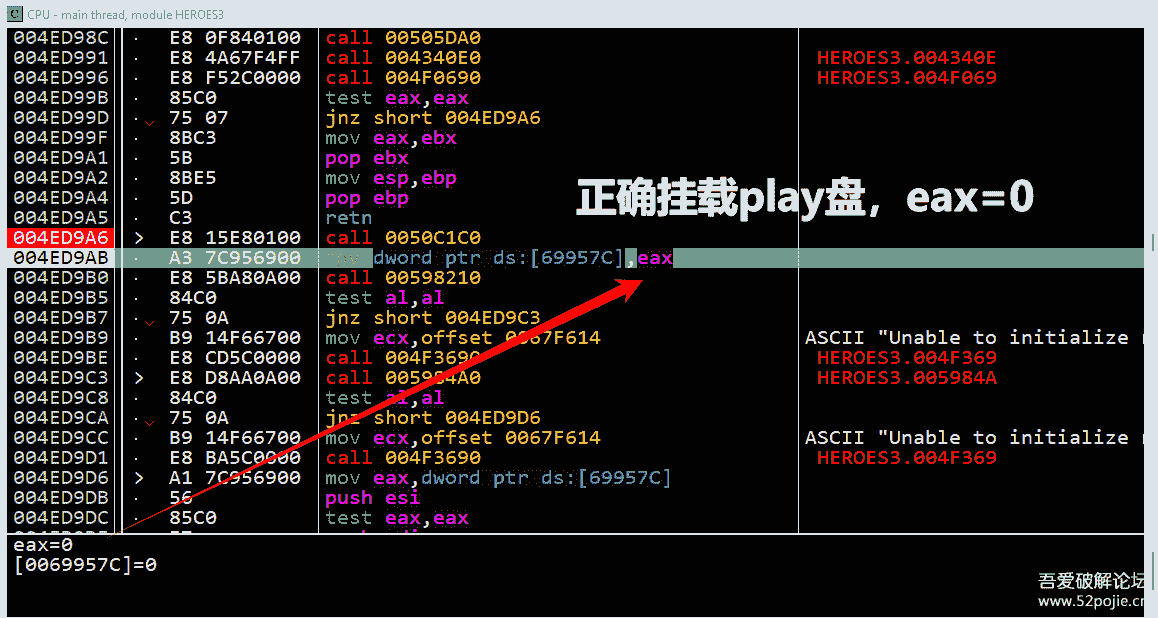 C CPU - main thread, module HEROES3
004ED98C · E8 0F840100 call 00505DA0
004ED991 · E8 4A67F4FF call 004340E0 HEROES3.004340E
004ED996 · E8 F52C0000 call 004F0690 HEROES3.004F069
004ED99B · 85C0 test eax,eax
004ED99D · 75 07 jnz short 004ED9A6
004ED99F · 8BC3 mov eax,ebx
004ED9A1 · 5B pop ebx
004ED9A2 · 8BE5 mov esp,ebp
004ED9A4 · 5D pop ebp
004ED9A5 · C3 retn
正确挂载play盘，eax=0
004ED9A6 > E8 15E80100 call 0050C1C0
004ED9AB · A3 7C956900 dword ptr ds:[69957C],eax
004ED9B0 · E8 5BA80A00 call 00598210
004ED9B5 · 84C0 test al,al
004ED9B7 · 75 0A jnz short 004ED9C3
004ED9B9 · B9 14F66700 mov ecx,offset 0067F614 ASCII "Unable to initialize
004ED9BE · E8 CD5C0000 call 004F3690 HEROES3.004F369
004ED9C3 > E8 D8AA0A00 call 005984A0 HEROES3.005984A
004ED9C8 · 84C0 test al,al
004ED9CA · 75 0A jnz short 004ED9D6
004ED9CC · B9 14F66700 mov ecx,offset 0067F614 ASCII "Unable to initialize
004ED9D1 · E8 BA5C0000 call 004F3690 HEROES3.004F369
004ED9D6 > A1 7C956900 mov eax,dword ptr ds:[69957C]
004ED9DB · 56 push esi
004ED9DC · 85C0 test eax,eax
eax=0
[0069957C]=0
吾爱破解论坛
www.52pojie.cn